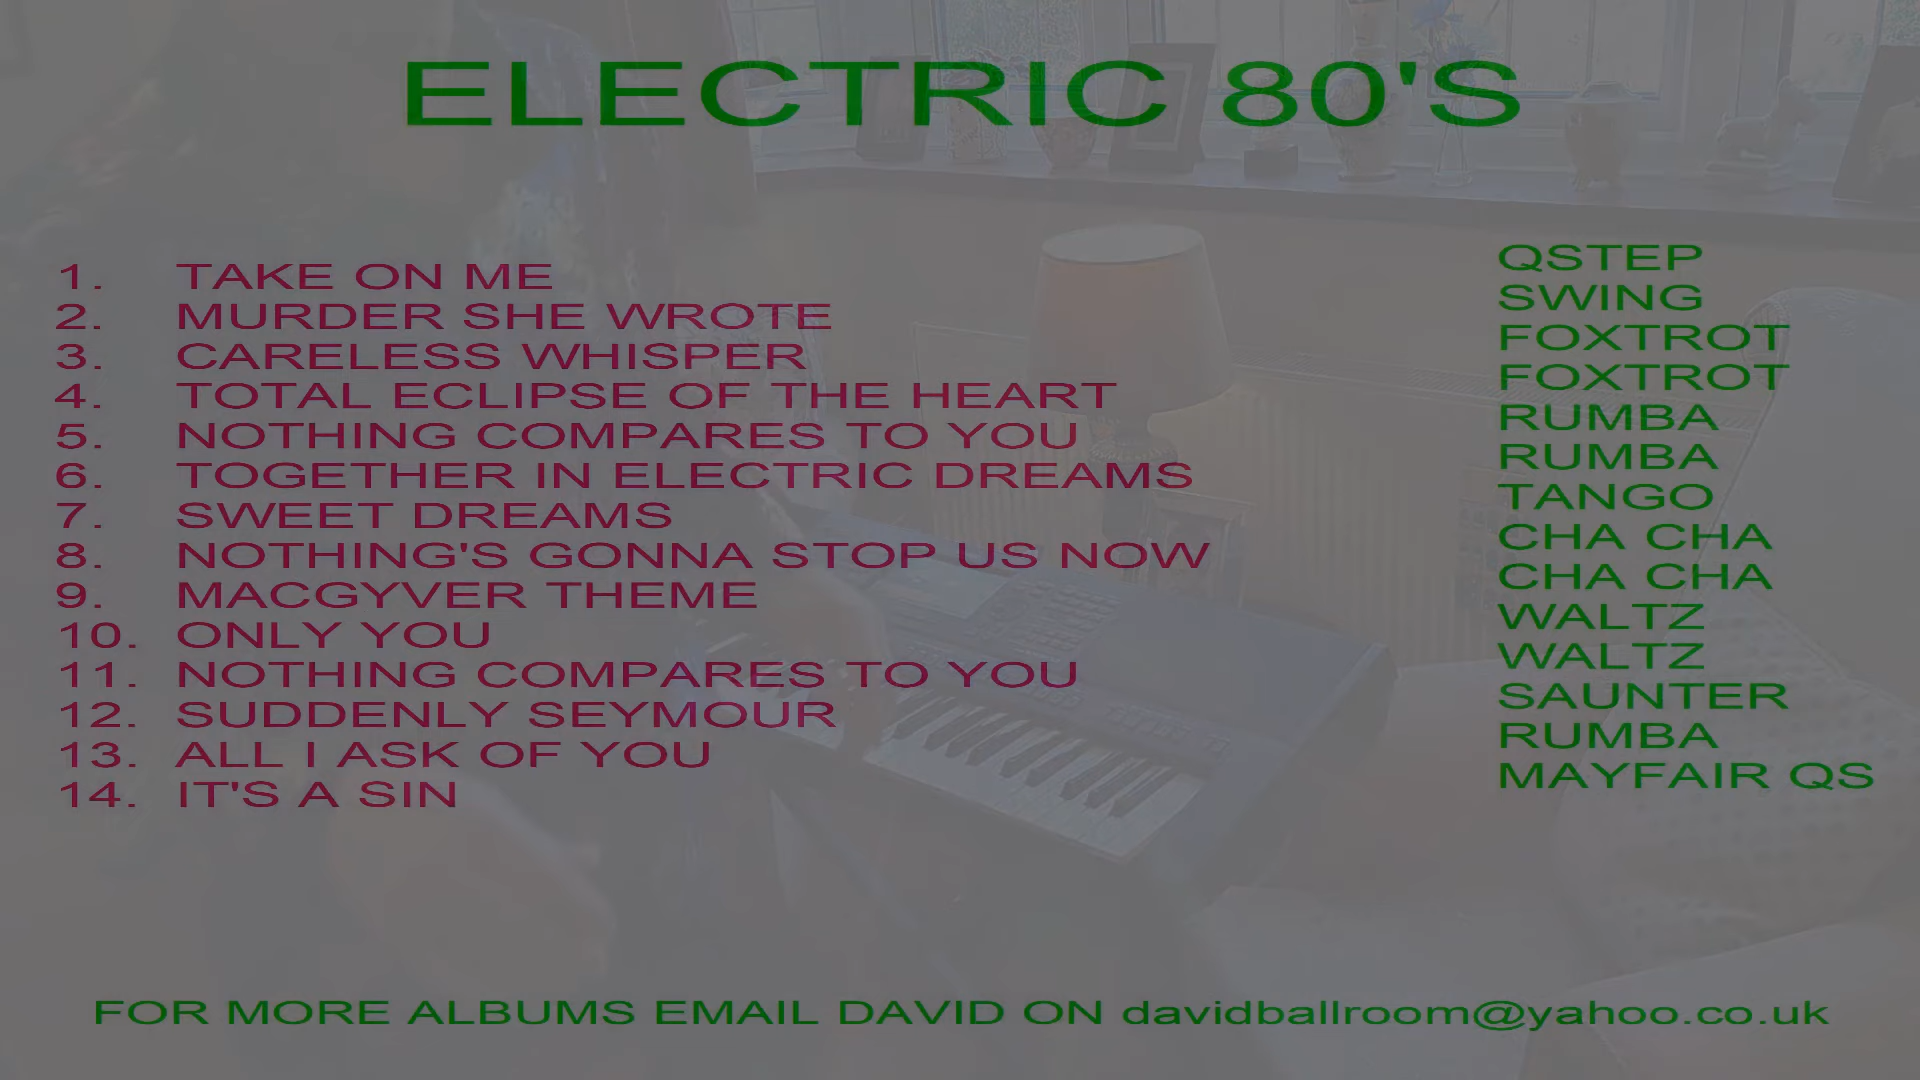 ELECTRIC 80'S
1. TAKE ON ME QSTEP
2. MURDER SHE WROTE SWING
3. CARELESS WHISPER FOXTROT
4. TOTAL ECLIPSE OF THE HEART FOXTROT
5. NOTHING COMPARES TO YOU RUMBA
6. TOGETHER IN ELECTRIC DREAMS RUMBA
7. SWEET DREAMS TANGO
8. NOTHING'S GONNA STOP US NOW CHA CHA
9. MACGYVER THEME CHA CHA
10. ONLY YOU WALTZ
11. NOTHING COMPARES TO YOU WALTZ
12. SUDDENLY SEYMOUR SAUNTER
13. ALL I ASK OF YOU RUMBA
14. IT'S A SIN MAYFAIR QS
FOR MORE ALBUMS EMAIL DAVID ON davidballroom@yahoo.co.uk